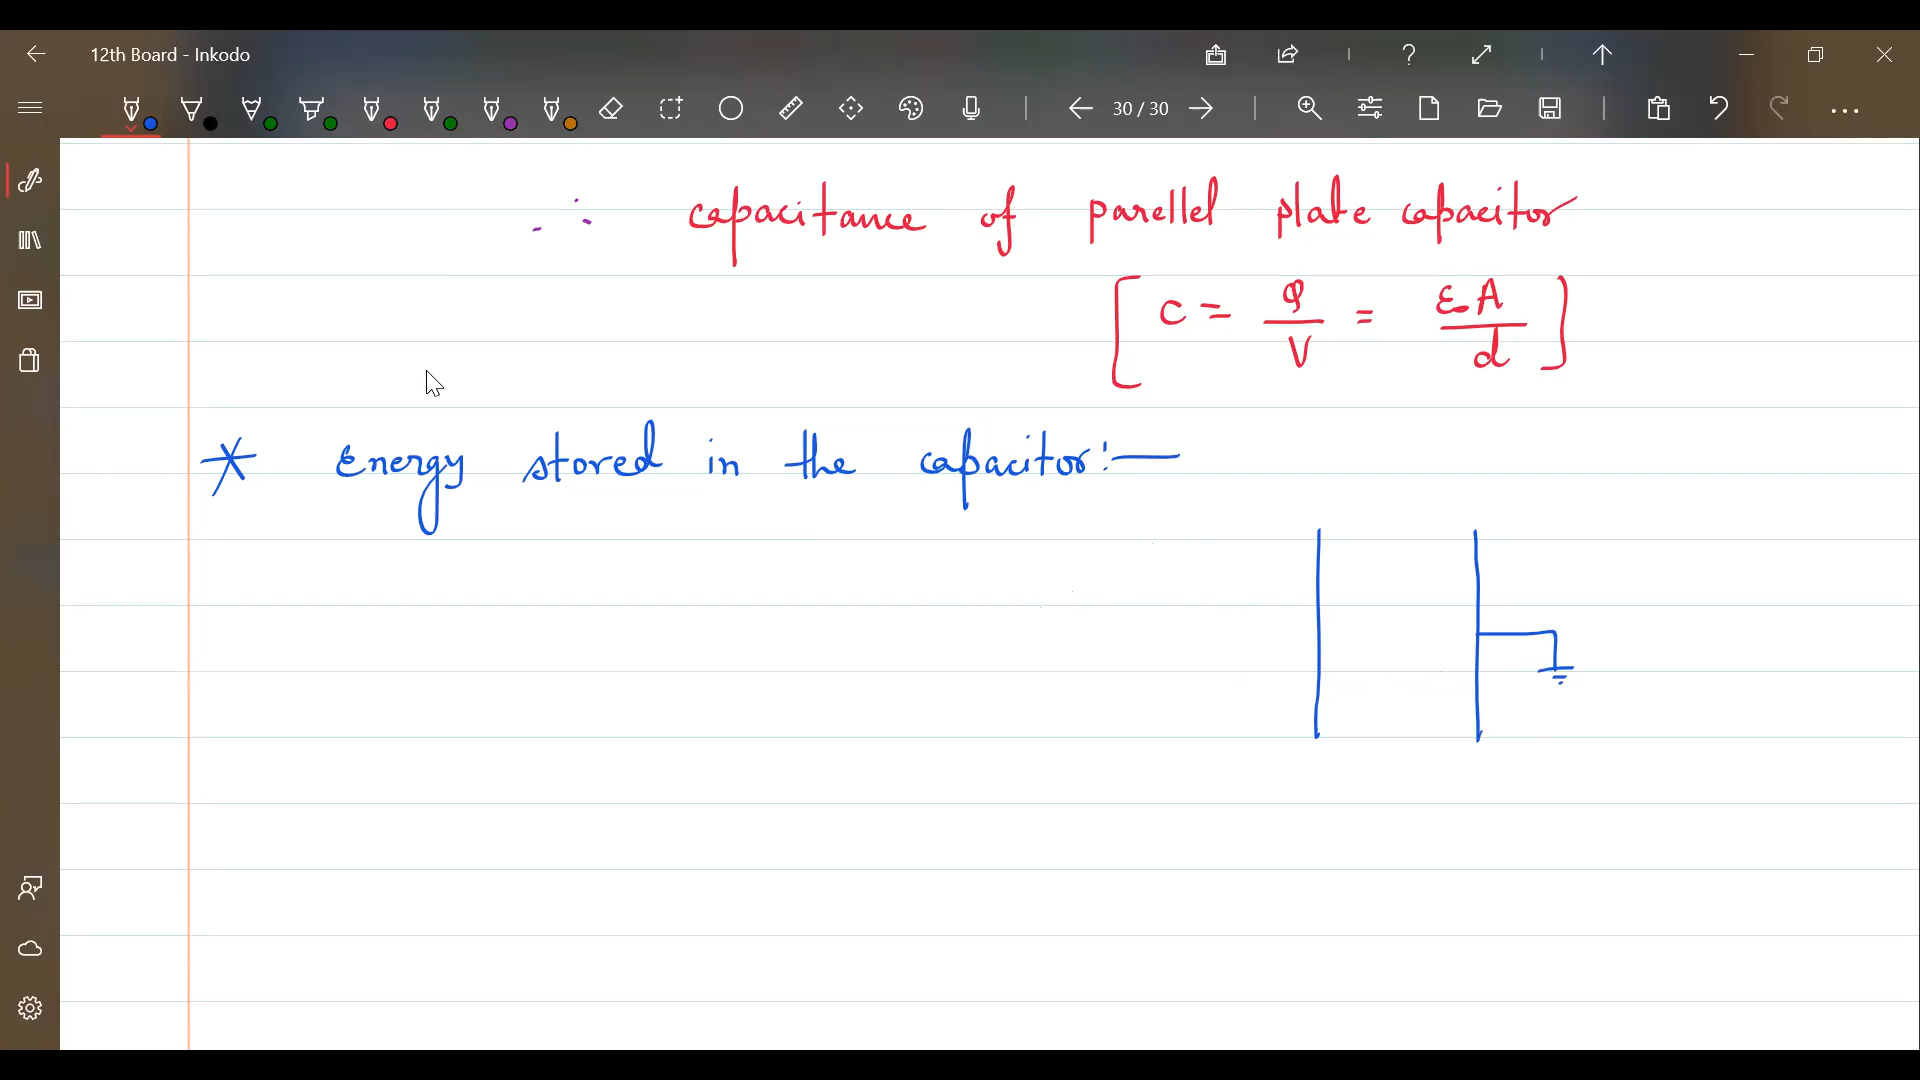 12th Board - Inkodo
30 / 30
∴ capacitance of parellel plate capacitor
[ C = Q/V = ε₀A/d ]
* Energy stored in the capacitor:—